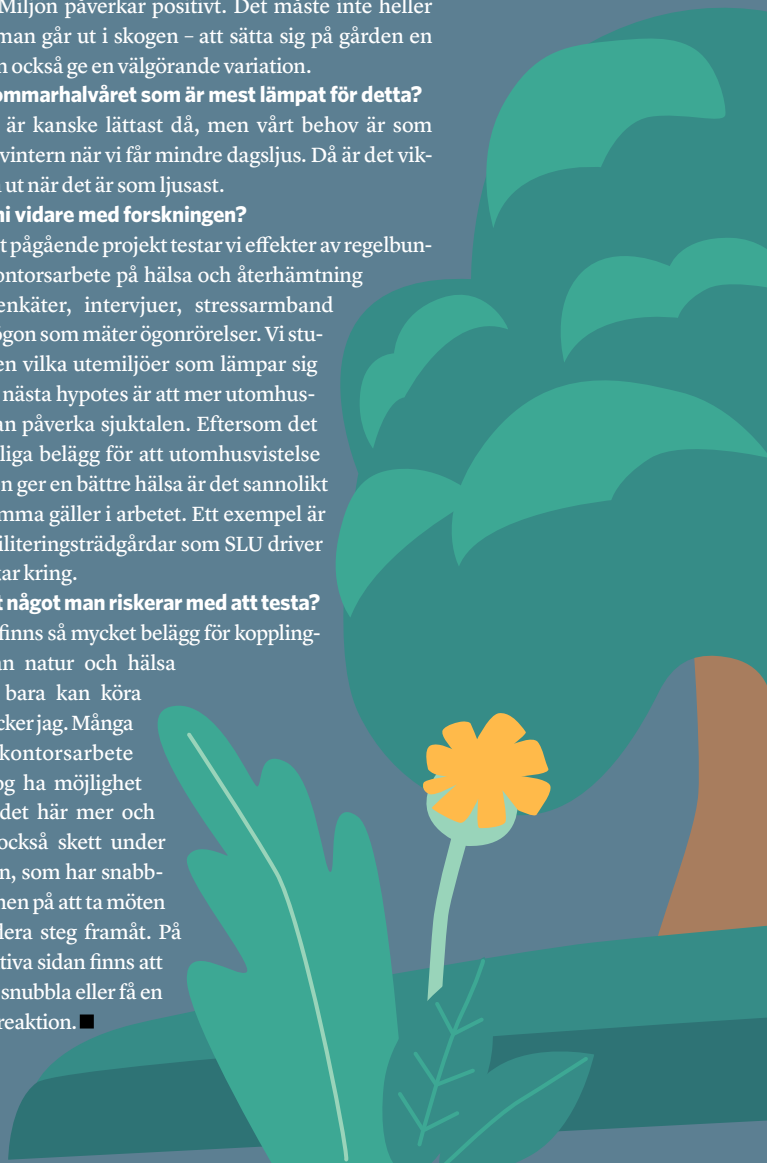 Miljon påverkar positivt. Det måste inte heller
man går ut i skogen – att sätta sig på gården en
också ge en välgörande variation.
ommarhalvåret som är mest lämpat för detta?
är kanske lättast då, men vårt behov är som
vintern när vi får mindre dagsljus. Då är det vik-
ut när det är som ljusast.
ni vidare med forskningen?
t pågående projekt testar vi effekter av regelbun-
ontorsarbete på hälsa och återhämtning
enkäter, intervjuer, stressarmband
ögon som mäter ögonrörelser. Vi stu-
en vilka utemiljöer som lämpar sig
nästa hypotes är att mer utomhus-
an påverka sjuktalen. Eftersom det
liga belägg för att utomhusvistelse
n ger en bättre hälsa är det sannolikt
mma gäller i arbetet. Ett exempel är
iliteringsträdgårdar som SLU driver
kar kring.
t något man riskerar med att testa?
finns så mycket belägg för koppling-
an natur och hälsa
bara kan köra
cker jag. Många
kontorsarbete
og ha möjlighet
det här mer och
också skett under
n, som har snabb-
men på att ta möten
lera steg framåt. På
tiva sidan finns att
snubbla eller få en
reaktion. ■